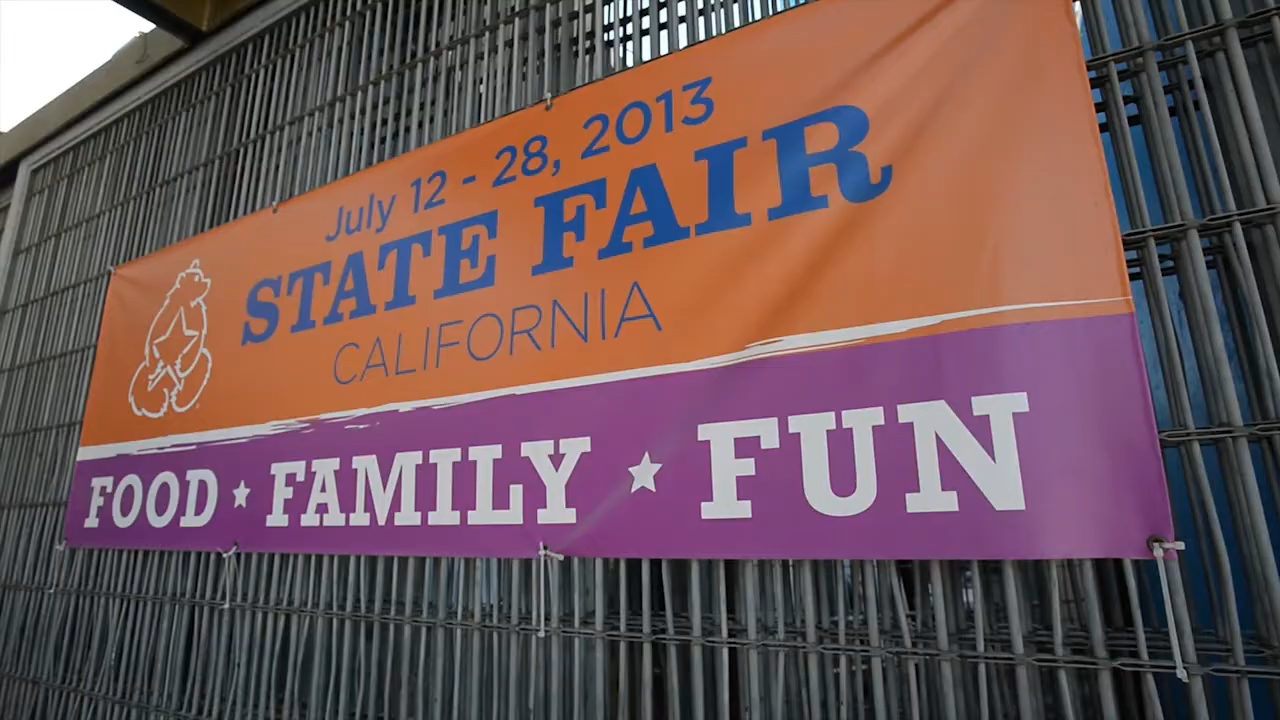 July 12 - 28, 2013
STATE FAIR
CALIFORNIA
FOOD ★ FAMILY ★ FUN